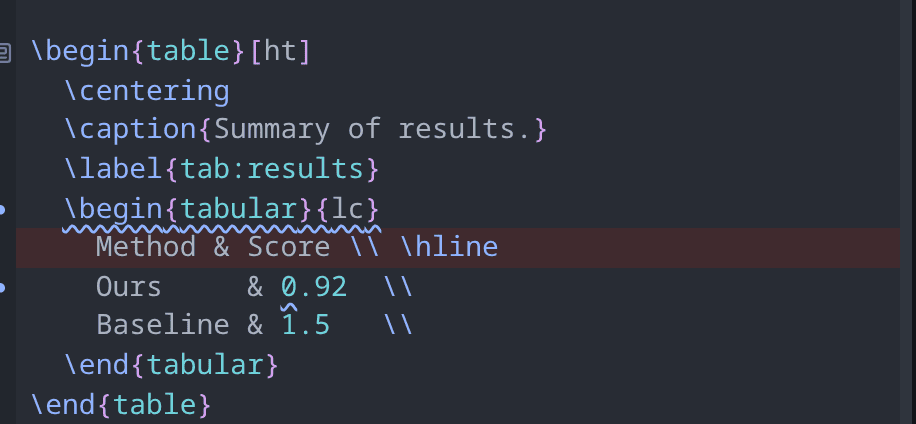 \begin{table}[ht]
  \centering
  \caption{Summary of results.}
  \label{tab:results}
  \begin{tabular}{lc}
    Method & Score \\ \hline
    Ours     & 0.92  \\
    Baseline & 1.5   \\
  \end{tabular}
\end{table}